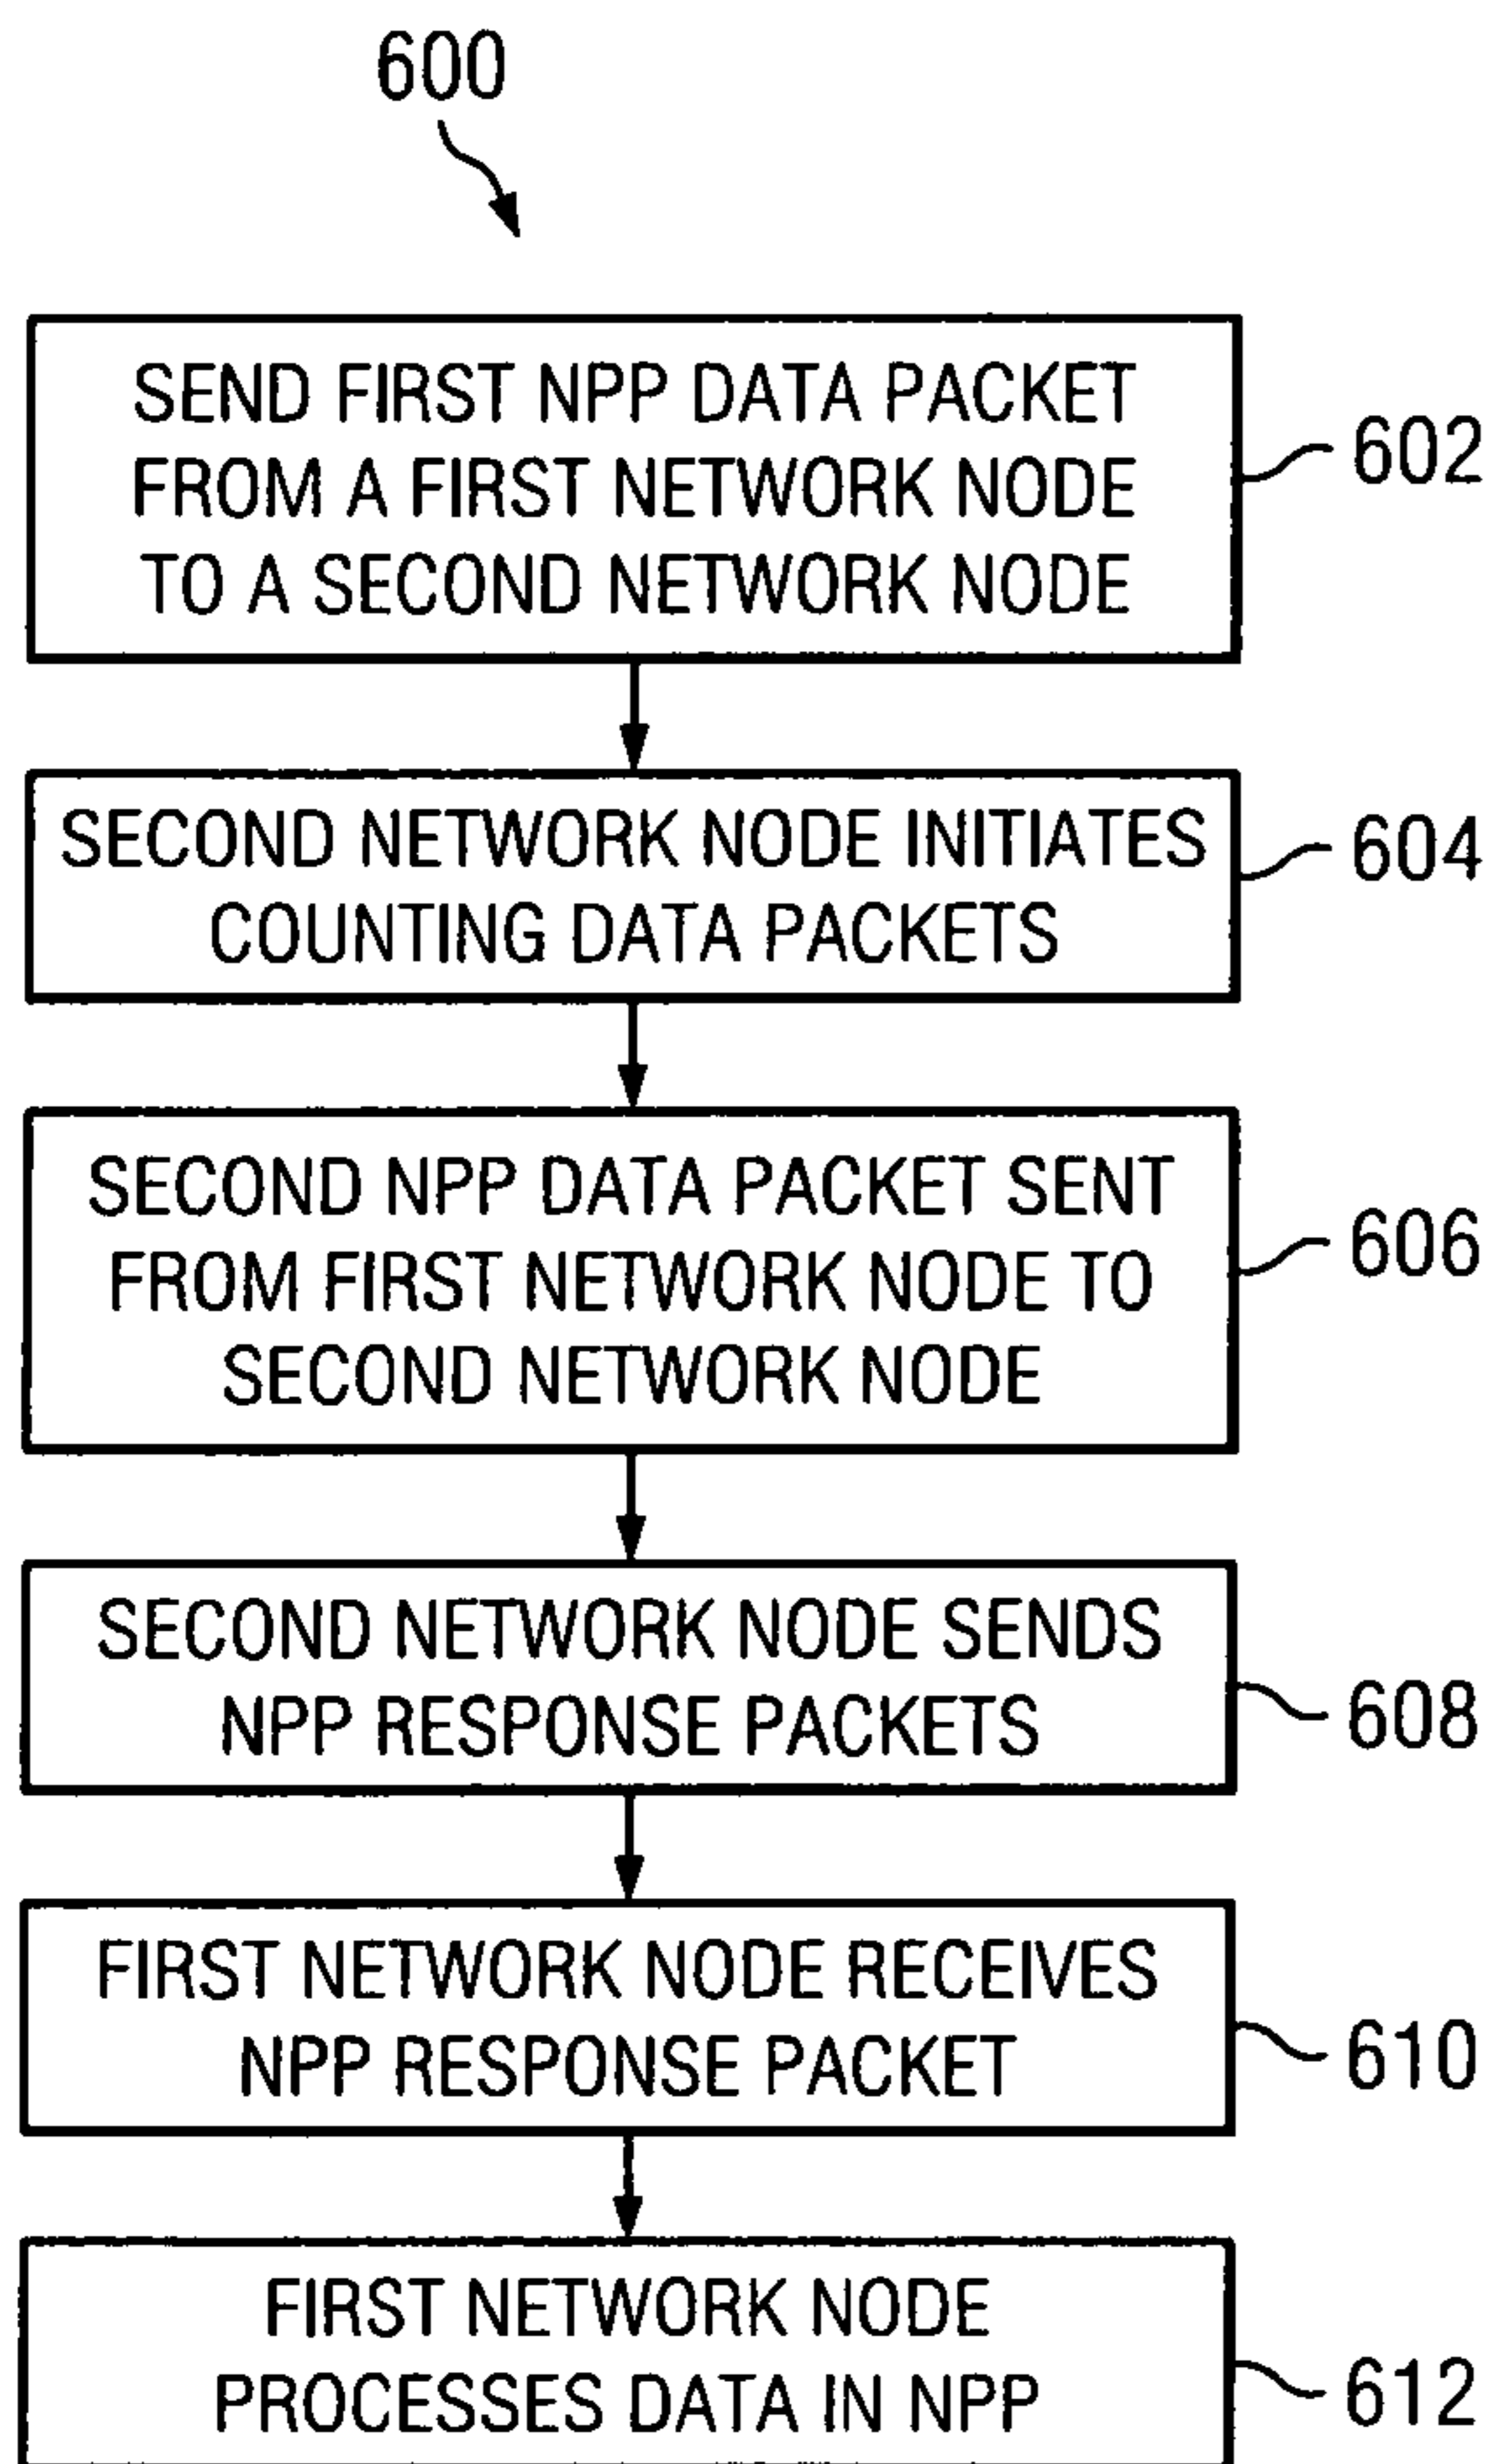 600
SEND FIRST NPP DATA PACKET
FROM A FIRST NETWORK NODE
TO A SECOND NETWORK NODE
602
SECOND NETWORK NODE INITIATES
COUNTING DATA PACKETS
604
SECOND NPP DATA PACKET SENT
FROM FIRST NETWORK NODE TO
SECOND NETWORK NODE
606
SECOND NETWORK NODE SENDS
NPP RESPONSE PACKETS
608
FIRST NETWORK NODE RECEIVES
NPP RESPONSE PACKET
610
FIRST NETWORK NODE
PROCESSES DATA IN NPP
612